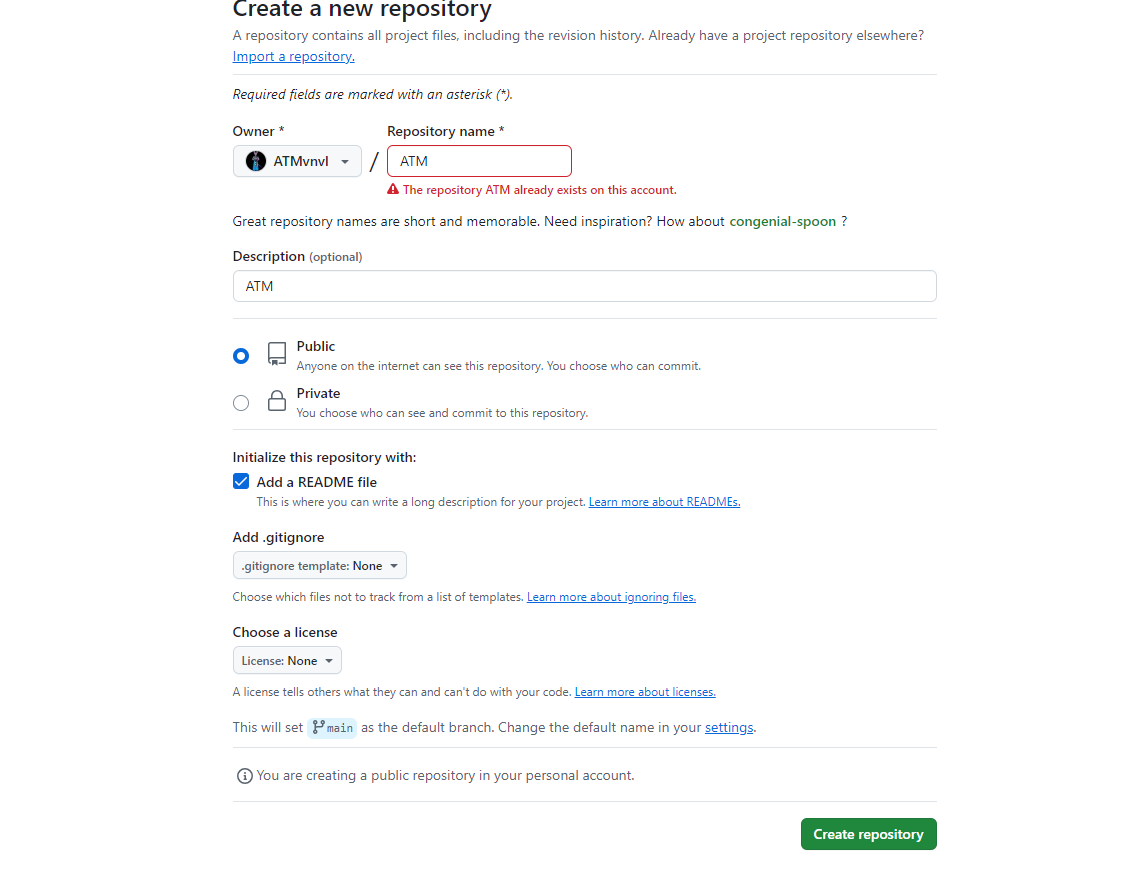 Create a new repository
A repository contains all project files, including the revision history. Already have a project repository elsewhere?
Import a repository.
Required fields are marked with an asterisk (*).
Owner *
Repository name *
ATMvnvl
/
ATM
The repository ATM already exists on this account.
Great repository names are short and memorable. Need inspiration? How about congenial-spoon ?
Description (optional)
ATM
Public
Anyone on the internet can see this repository. You choose who can commit.
Private
You choose who can see and commit to this repository.
Initialize this repository with:
Add a README file
This is where you can write a long description for your project. Learn more about READMEs.
Add .gitignore
.gitignore template: None
Choose which files not to track from a list of templates. Learn more about ignoring files.
Choose a license
License: None
A license tells others what they can and can't do with your code. Learn more about licenses.
This will set main as the default branch. Change the default name in your settings.
You are creating a public repository in your personal account.
Create repository